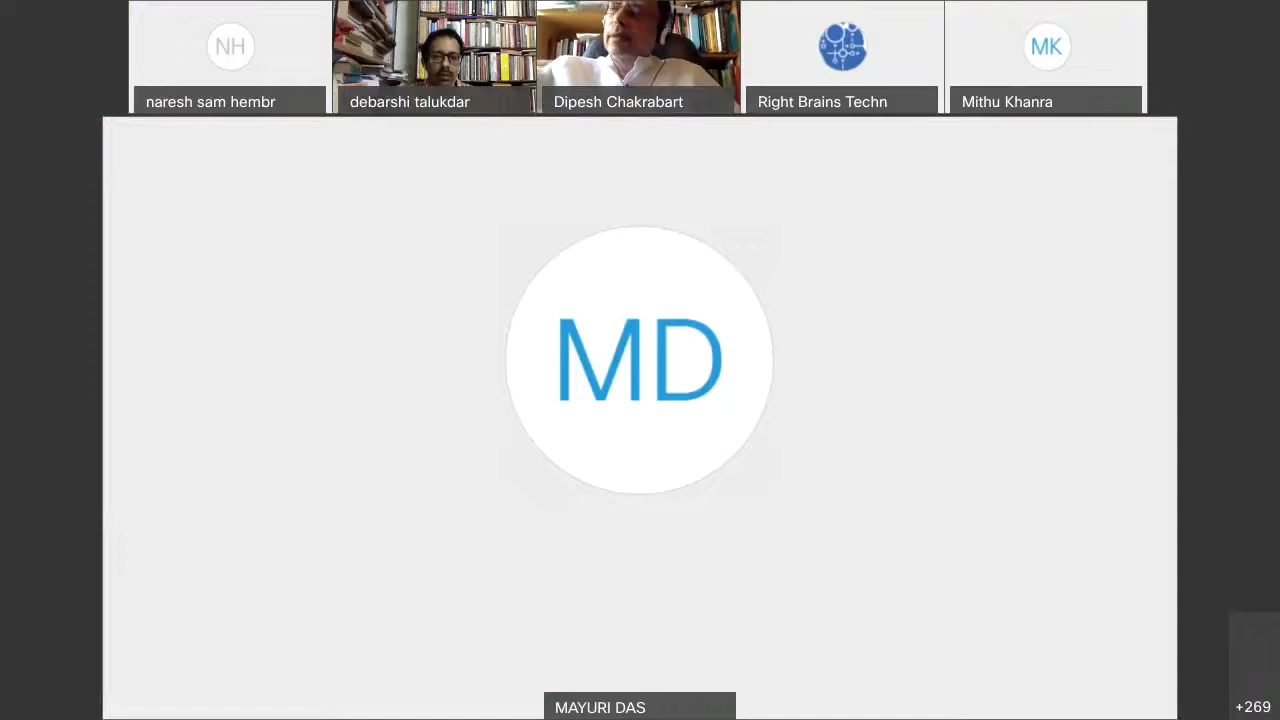 NH
MK
naresh sam hembr
debarshi talukdar
Dipesh Chakrabart
Right Brains Techn
Mithu Khanra
MD
MAYURI DAS
+269